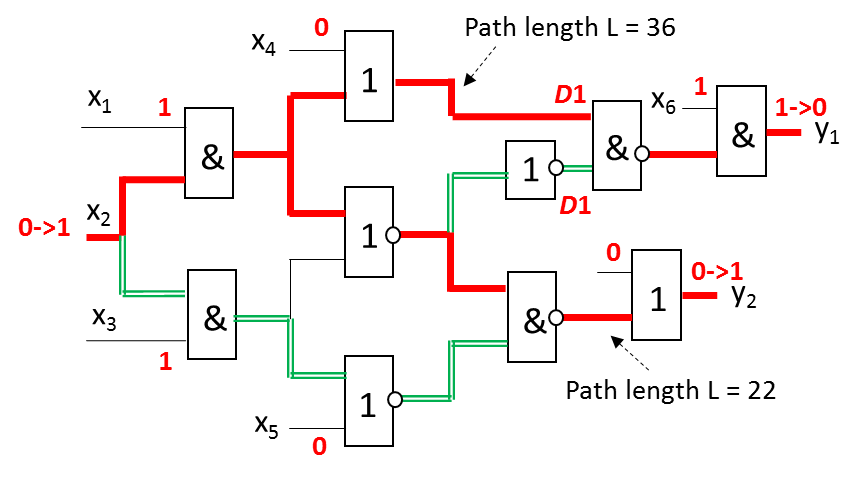 Path length L = 36
0
x4
1
x1
1
&
D1
&
x6
1
&
1->0
y1
1
D1
x2
0->1
1
0
1
0->1
y2
x3
1
&
&
Path length L = 22
1
x5
0